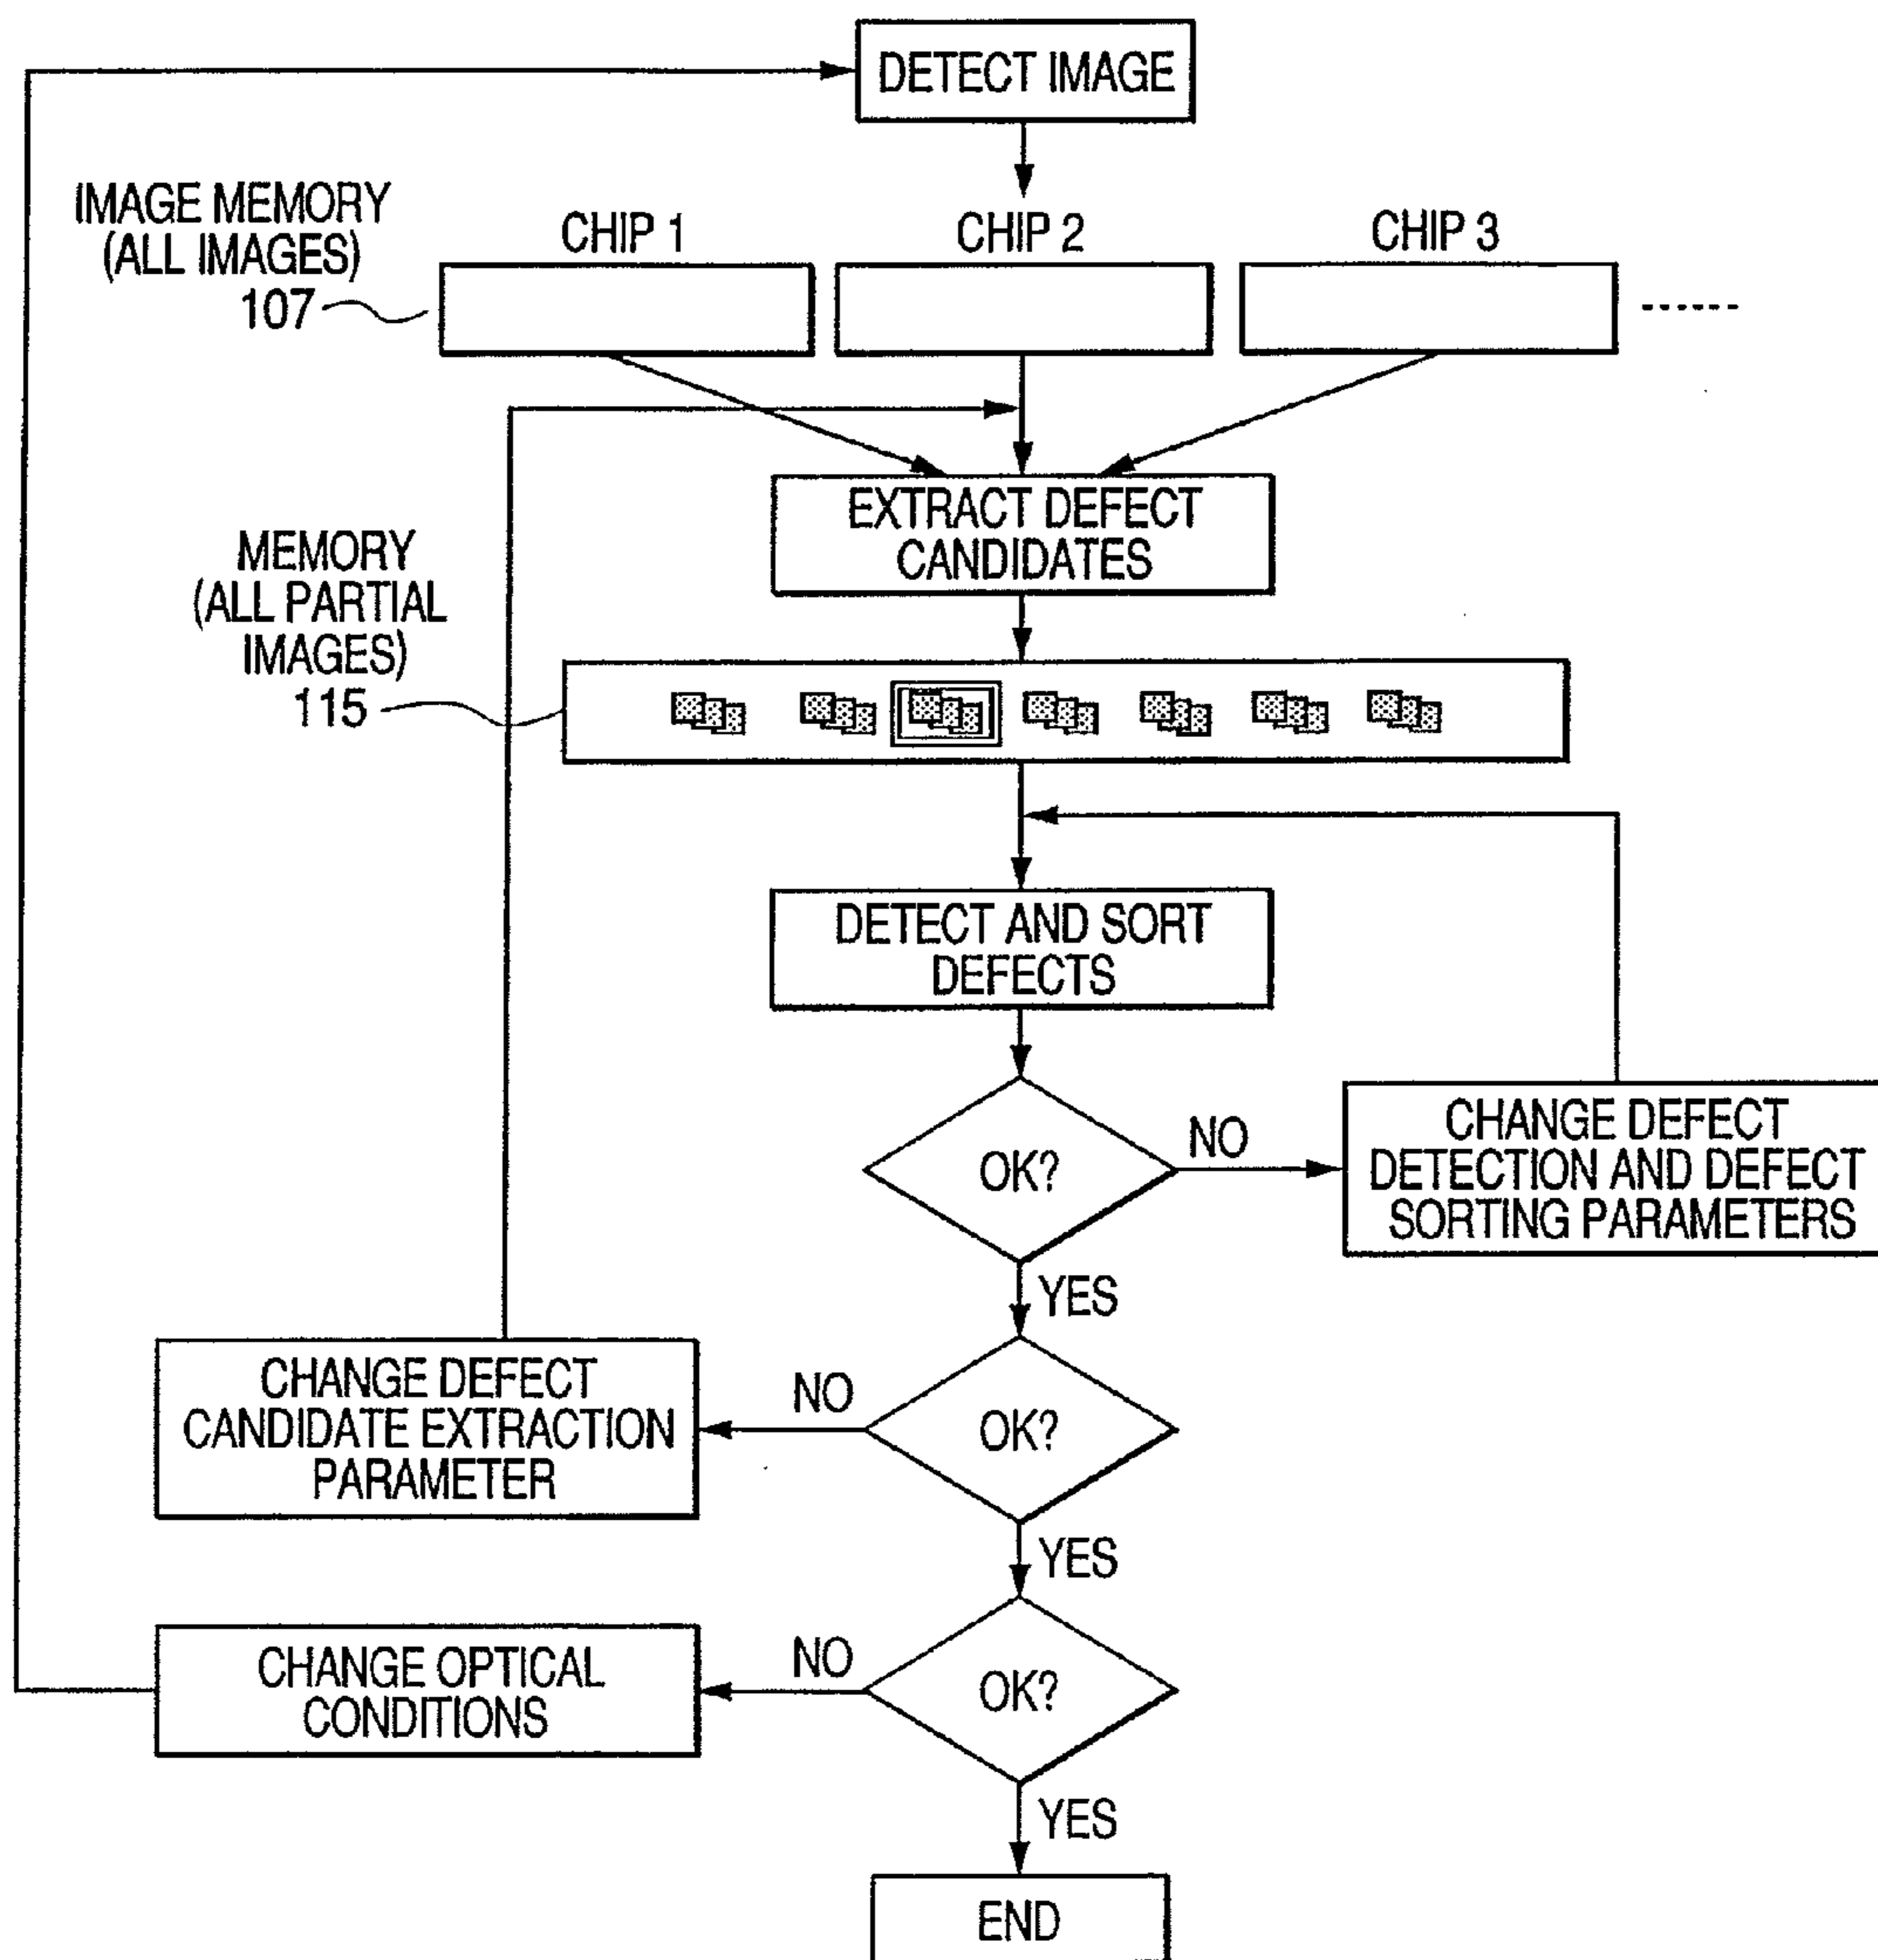 DETECT IMAGE
IMAGE MEMORY
(ALL IMAGES)
107
CHIP 1
CHIP 2
CHIP 3
EXTRACT DEFECT
CANDIDATES
MEMORY
(ALL PARTIAL
IMAGES)
115
DETECT AND SORT
DEFECTS
OK?
NO
CHANGE DEFECT
DETECTION AND DEFECT
SORTING PARAMETERS
YES
CHANGE DEFECT
CANDIDATE EXTRACTION
PARAMETER
NO
OK?
YES
CHANGE OPTICAL
CONDITIONS
NO
OK?
YES
END